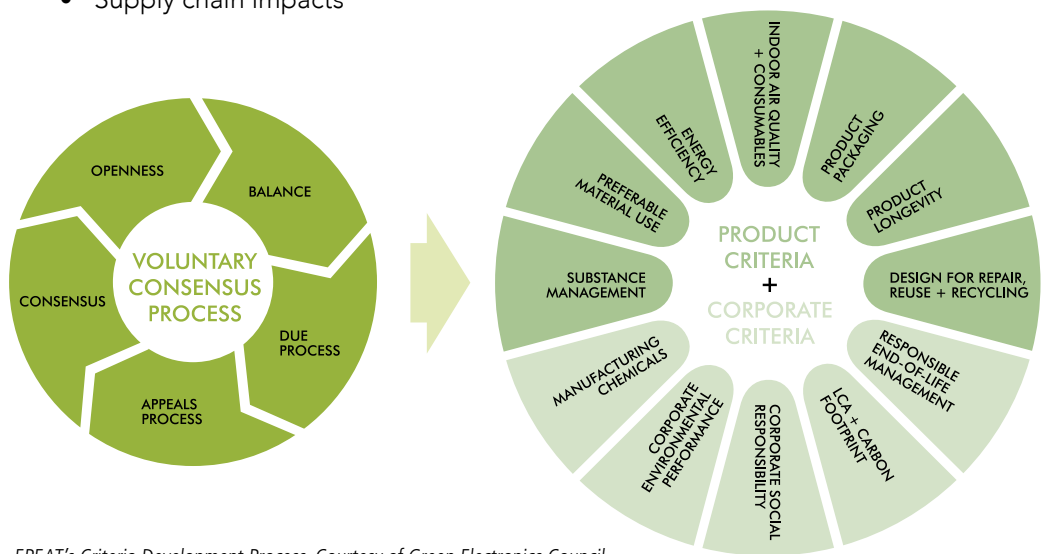 • Supply chain impacts
OPENNESS
BALANCE
DUE
PROCESS
APPEALS
PROCESS
CONSENSUS
VOLUNTARY
CONSENSUS
PROCESS
INDOOR AIR QUALITY
+ CONSUMABLES
PRODUCT
PACKAGING
PRODUCT
LONGEVITY
DESIGN FOR REPAIR,
REUSE + RECYCLING
RESPONSIBLE
END-OF-LIFE
MANAGEMENT
LCA + CARBON
FOOTPRINT
CORPORATE SOCIAL
RESPONSIBILITY
CORPORATE
ENVIRONMENTAL
PERFORMANCE
MANUFACTURING
CHEMICALS
SUBSTANCE
MANAGEMENT
PREFERABLE
MATERIAL USE
ENERGY
EFFICIENCY
PRODUCT
CRITERIA
+
CORPORATE
CRITERIA
EPEAT's Criteria Development Process. Courtesy of Green Electronics Council